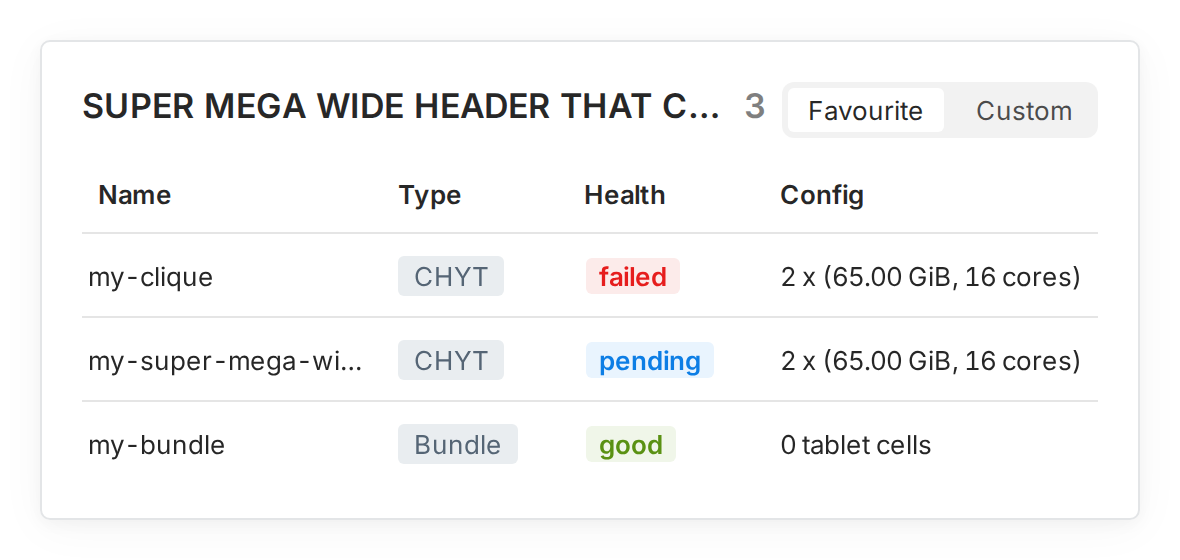 SUPER MEGA WIDE HEADER THAT C... 3 Favourite Custom
Name Type Health Config
my-clique CHYT failed 2 x (65.00 GiB, 16 cores)
my-super-mega-wi... CHYT pending 2 x (65.00 GiB, 16 cores)
my-bundle Bundle good 0 tablet cells